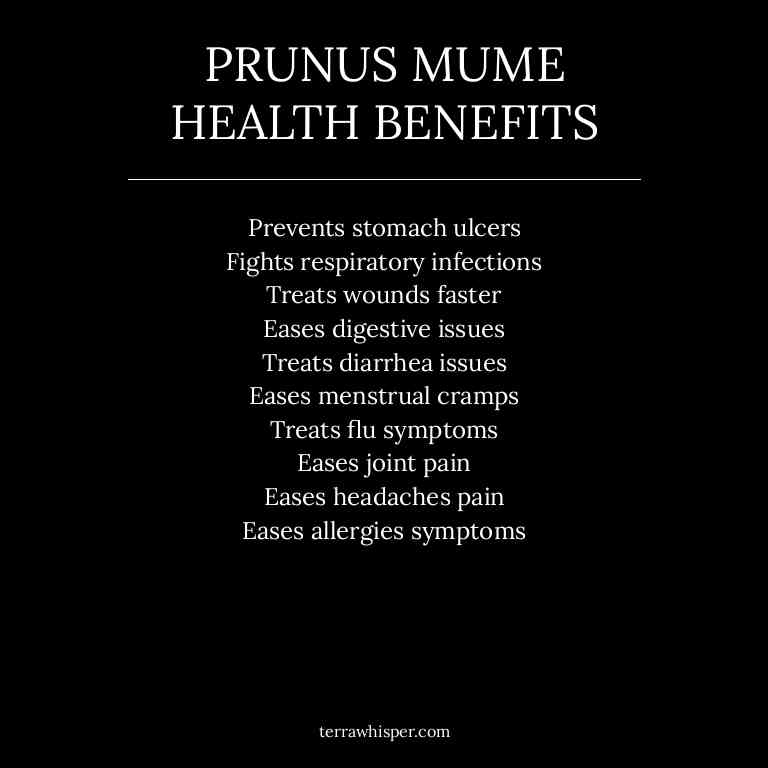 PRUNUS MUME
HEALTH BENEFITS
Prevents stomach ulcers
Fights respiratory infections
Treats wounds faster
Eases digestive issues
Treats diarrhea issues
Eases menstrual cramps
Treats flu symptoms
Eases joint pain
Eases headaches pain
Eases allergies symptoms
terrawhisper.com